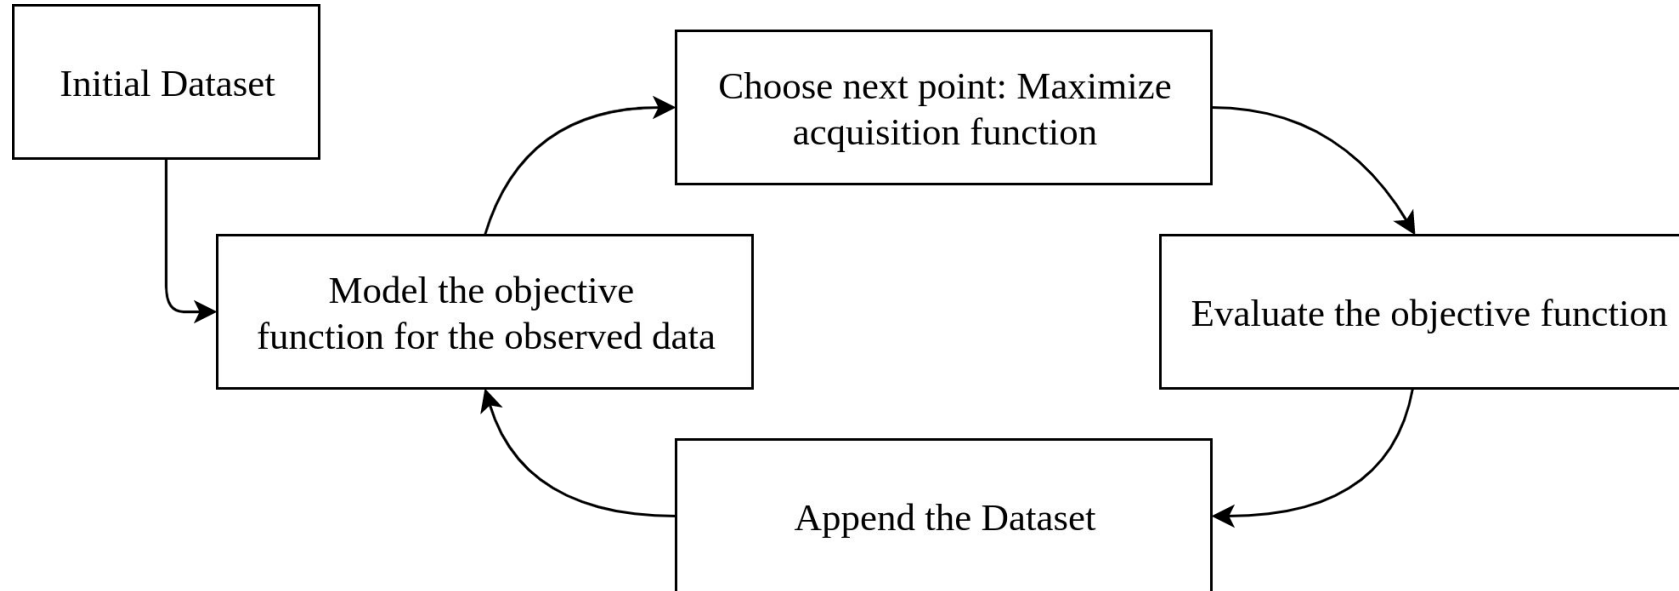 Initial Dataset
Choose next point: Maximize
acquisition function
Model the objective
function for the observed data
Evaluate the objective function
Append the Dataset